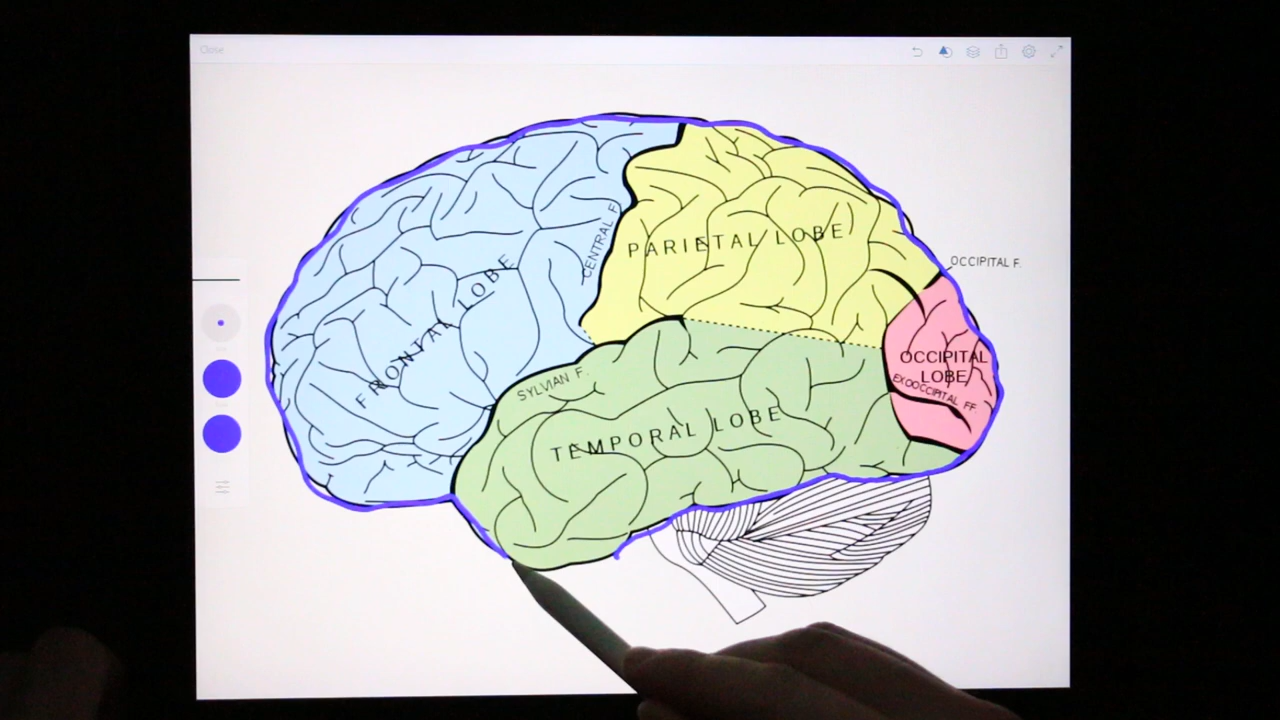 Close
FRONTAL LOBE
CENTRAL F.
PARIETAL LOBE
OCCIPITAL F.
OCCIPITAL
LOBE
EXOOCCIPITAL FF.
SYLVIAN F.
TEMPORAL LOBE